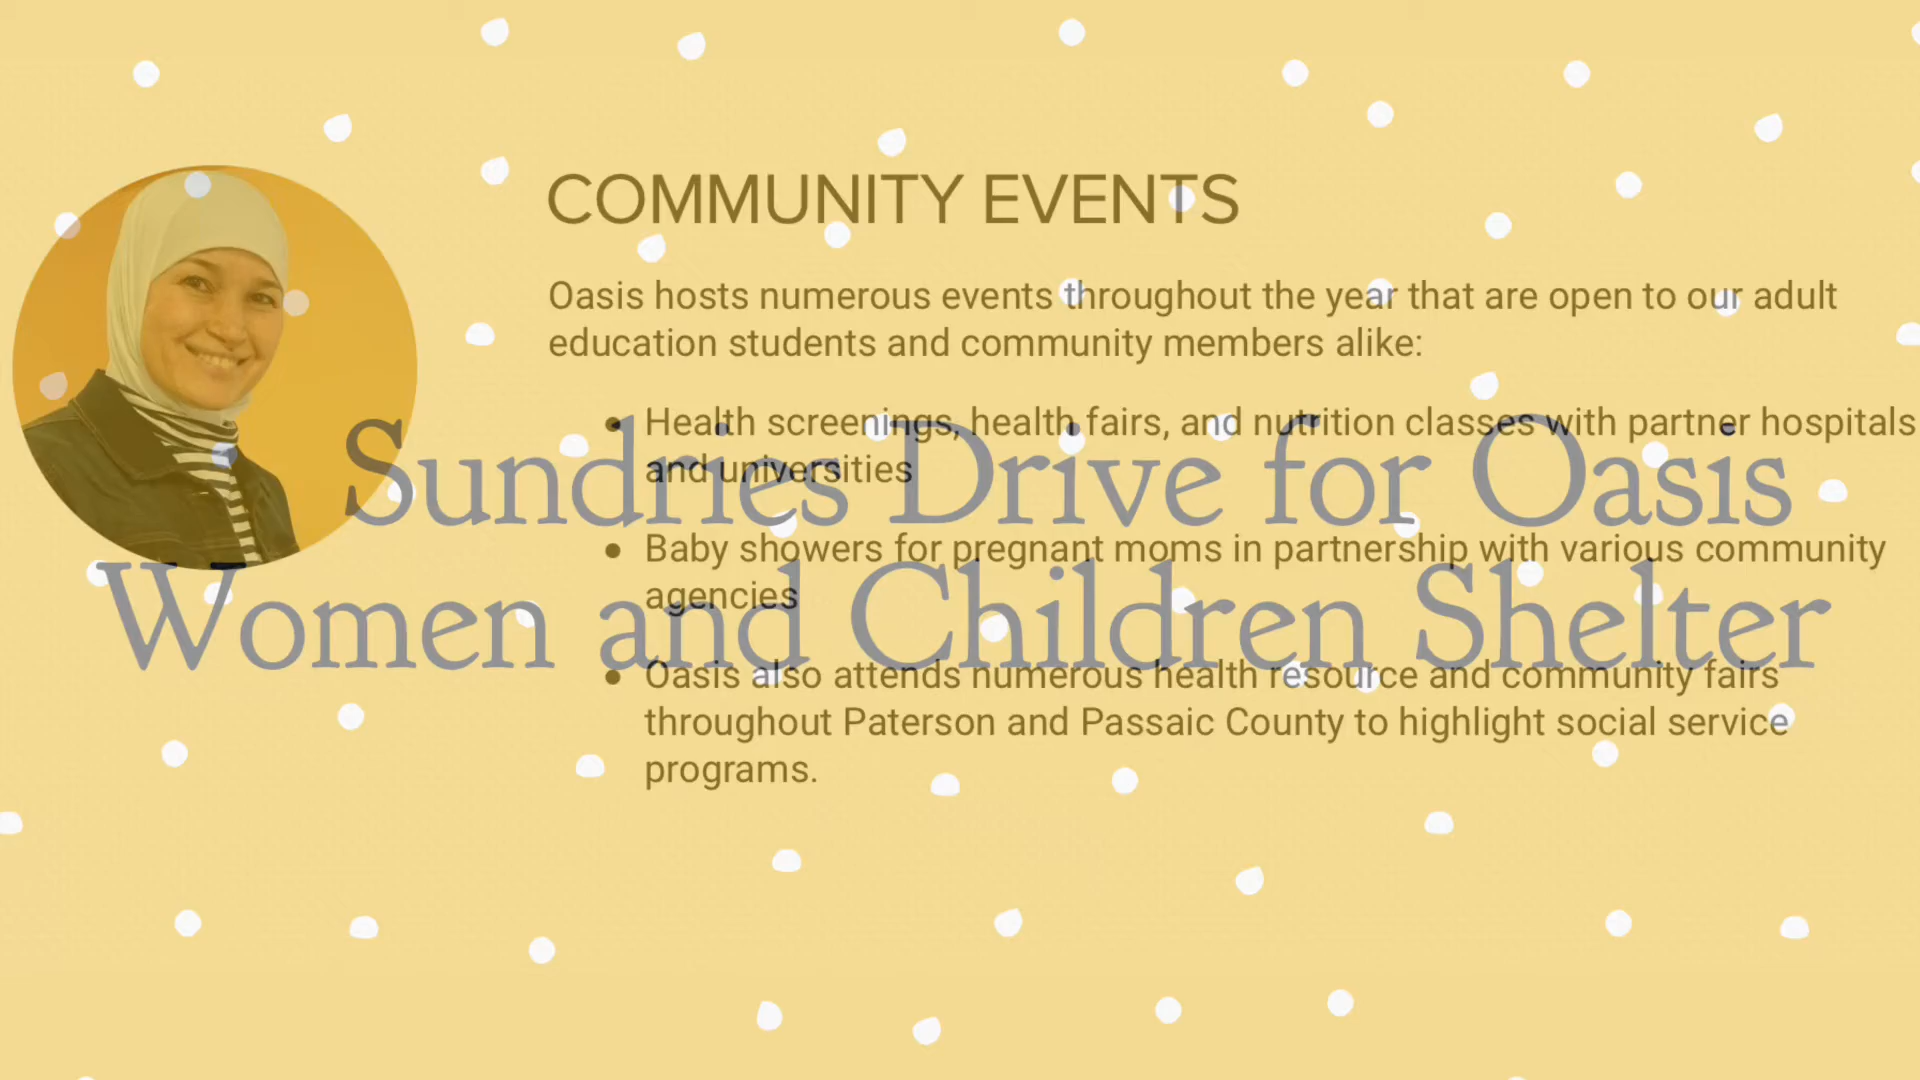 COMMUNITY EVENTS
Oasis hosts numerous events throughout the year that are open to our adult
education students and community members alike:
• Health screenings, health fairs, and nutrition classes with partner hospitals
and universities
• Baby showers for pregnant moms in partnership with various community
agencies
• Oasis also attends numerous health resource and community fairs
throughout Paterson and Passaic County to highlight social service
programs.
Sundries Drive for Oasis
Women and Children Shelter